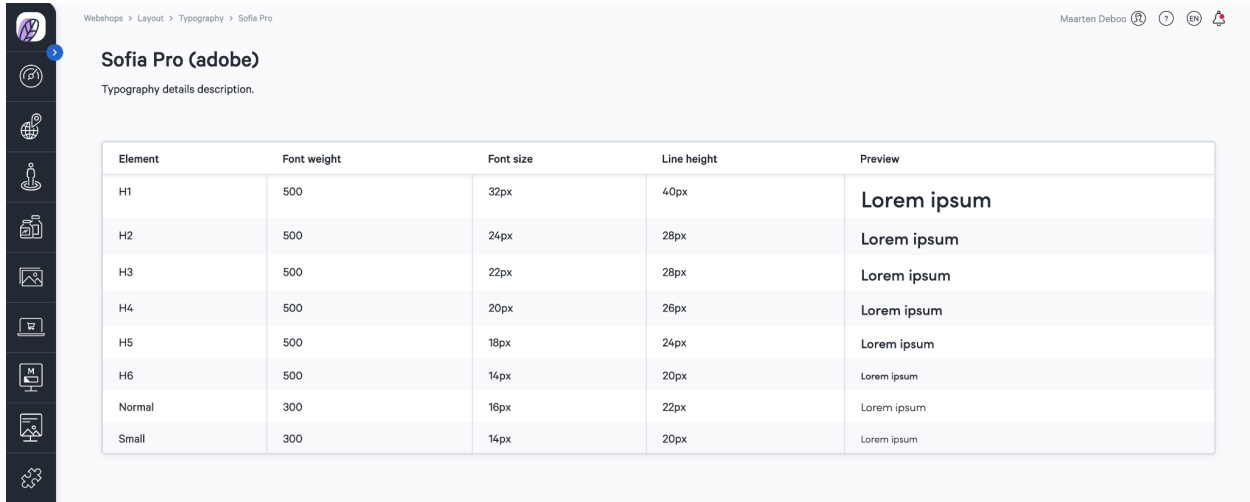 Webshops > Layout > Typography > Sofia Pro
Maarten Deboo ? EN
Sofia Pro (adobe)
Typography details description.
Element Font weight Font size Line height Preview
H1 500 32px 40px Lorem ipsum
H2 500 24px 28px Lorem ipsum
H3 500 22px 28px Lorem ipsum
H4 500 20px 26px Lorem ipsum
H5 500 18px 24px Lorem ipsum
H6 500 14px 20px Lorem ipsum
Normal 300 16px 22px Lorem ipsum
Small 300 14px 20px Lorem ipsum
M